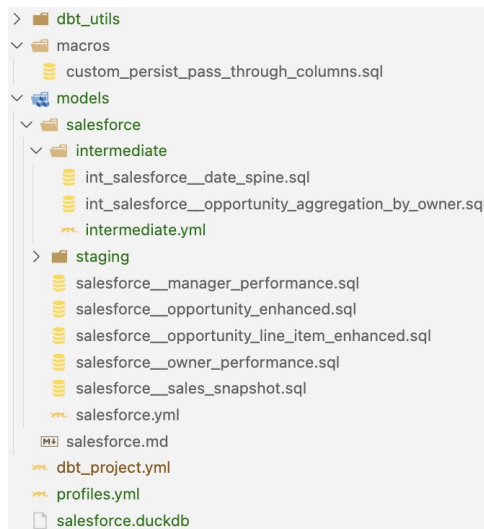 dbt_utils
macros
custom_persist_pass_through_columns.sql
models
salesforce
intermediate
int_salesforce__date_spine.sql
int_salesforce__opportunity_aggregation_by_owner.sq
intermediate.yml
staging
salesforce__manager_performance.sql
salesforce__opportunity_enhanced.sql
salesforce__opportunity_line_item_enhanced.sql
salesforce__owner_performance.sql
salesforce__sales_snapshot.sql
salesforce.yml
salesforce.md
dbt_project.yml
profiles.yml
salesforce.duckdb